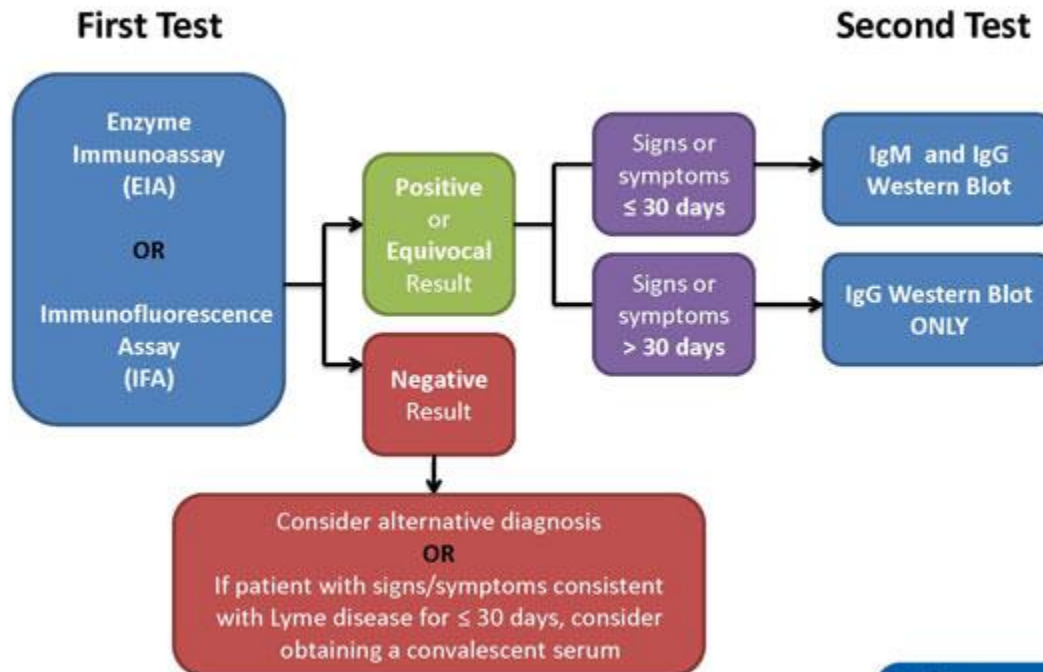 First Test
Second Test
Enzyme
Immunoassay
(EIA)
OR
Immunofluorescence
Assay
(IFA)
Positive
or
Equivocal
Result
Negative
Result
Signs or
symptoms
≤ 30 days
Signs or
symptoms
> 30 days
IgM and IgG
Western Blot
IgG Western Blot
ONLY
Consider alternative diagnosis
OR
If patient with signs/symptoms consistent
with Lyme disease for ≤ 30 days, consider
obtaining a convalescent serum